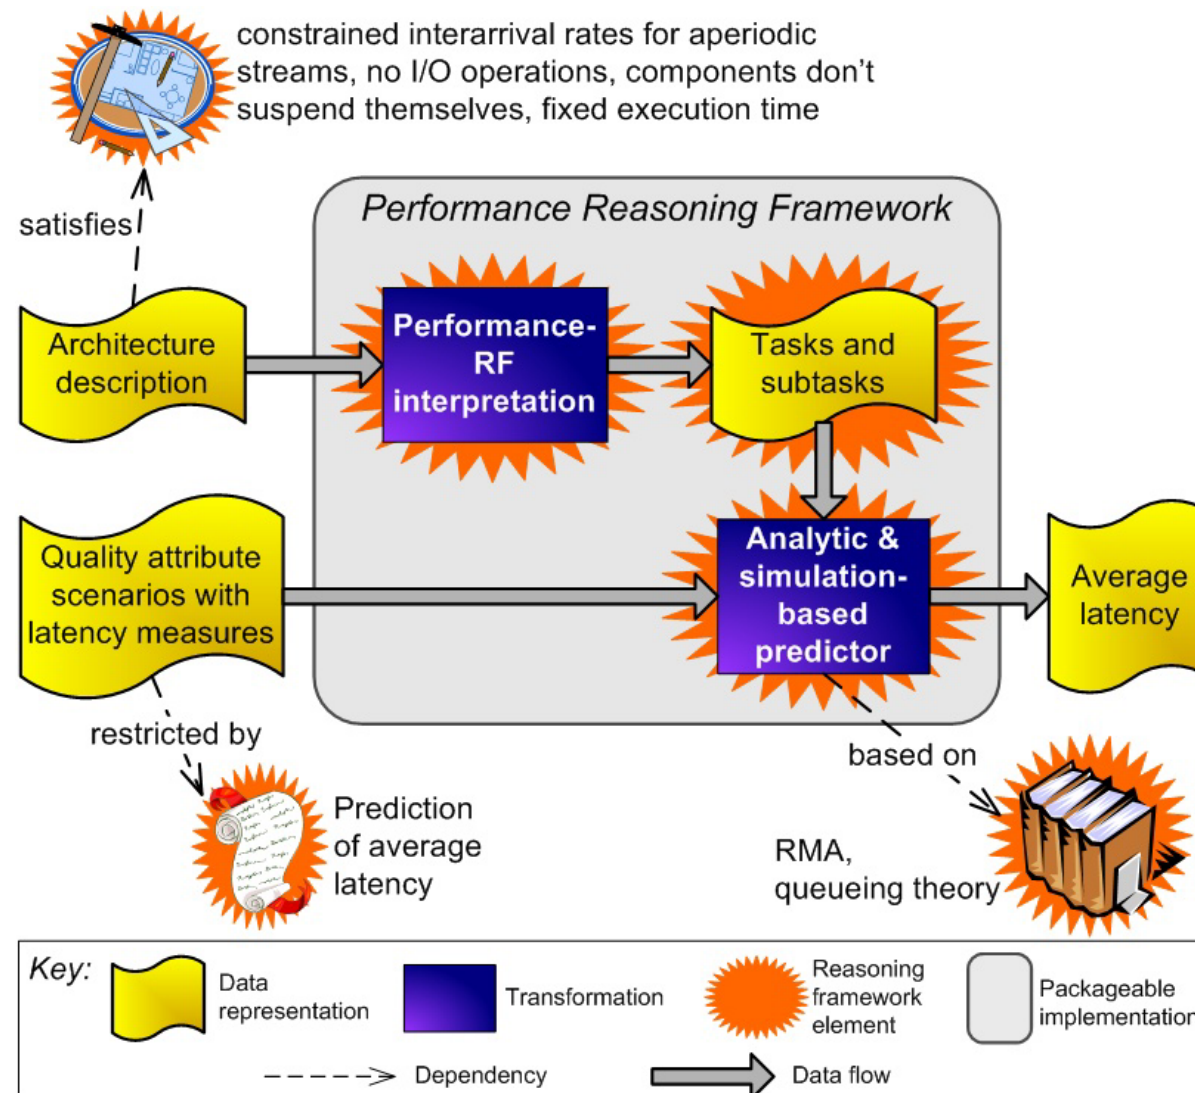 constrained interarrival rates for aperiodic
streams, no I/O operations, components don't
suspend themselves, fixed execution time
satisfies
Performance Reasoning Framework
Architecture
description
Performance-
RF
interpretation
Tasks and
subtasks
Quality attribute
scenarios with
latency measures
Analytic &
simulation-
based
predictor
Average
latency
restricted by
based on
Prediction
of average
latency
RMA,
queueing theory
Key:
Data
representation
Transformation
Reasoning
framework
element
Packageable
implementation
Dependency
Data flow